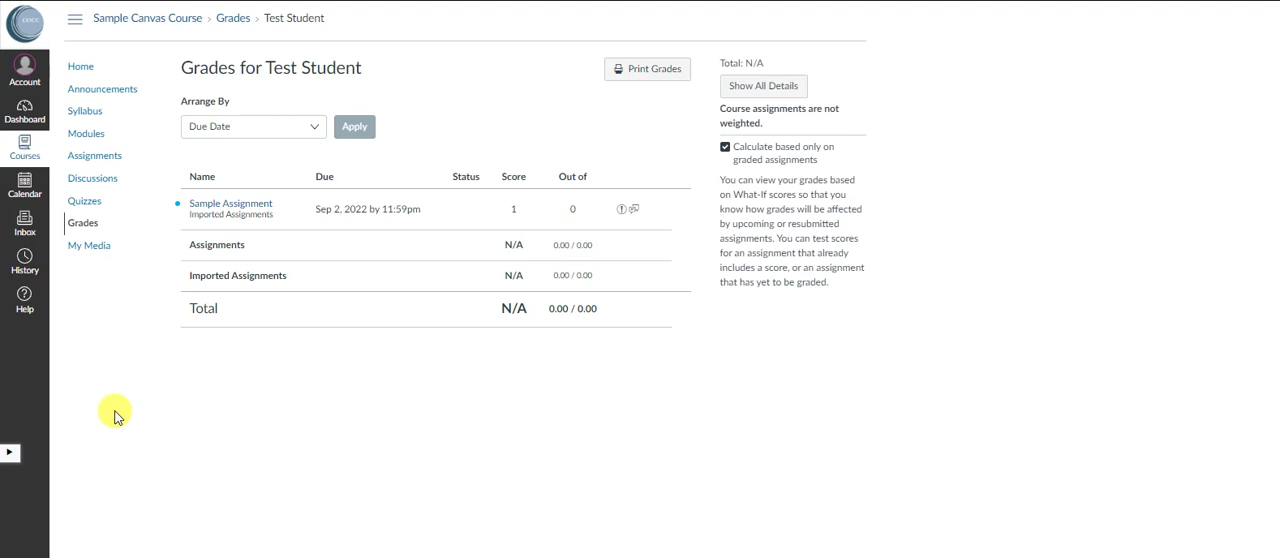 cocc
Sample Canvas Course › Grades › Test Student
Account
Dashboard
Courses
Calendar
Inbox
History
Help
Home
Announcements
Syllabus
Modules
Assignments
Discussions
Quizzes
Grades
My Media
Grades for Test Student
Print Grades
Arrange By
Due Date
Apply
Name Due Status Score Out of
Sample Assignment Sep 2, 2022 by 11:59pm 1 0
Imported Assignments
Assignments N/A 0.00 / 0.00
Imported Assignments N/A 0.00 / 0.00
Total N/A 0.00 / 0.00
Total: N/A
Show All Details
Course assignments are not
weighted.
Calculate based only on
graded assignments
You can view your grades based
on What-If scores so that you
know how grades will be affected
by upcoming or resubmitted
assignments. You can test scores
for an assignment that already
includes a score, or an assignment
that has yet to be graded.